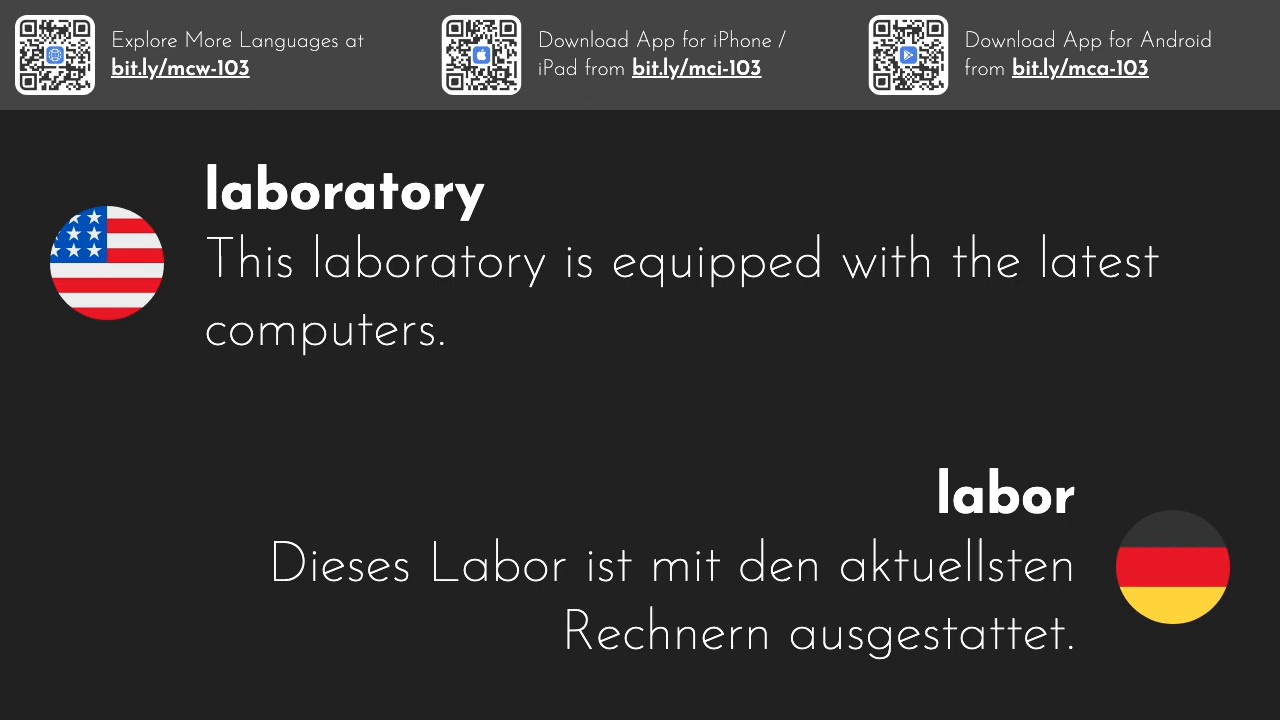 Explore More Languages at
bit.ly/mcw-103
Download App for iPhone /
iPad from bit.ly/mci-103
Download App for Android
from bit.ly/mca-103
laboratory
This laboratory is equipped with the latest
computers.
labor
Dieses Labor ist mit den aktuellsten
Rechnern ausgestattet.